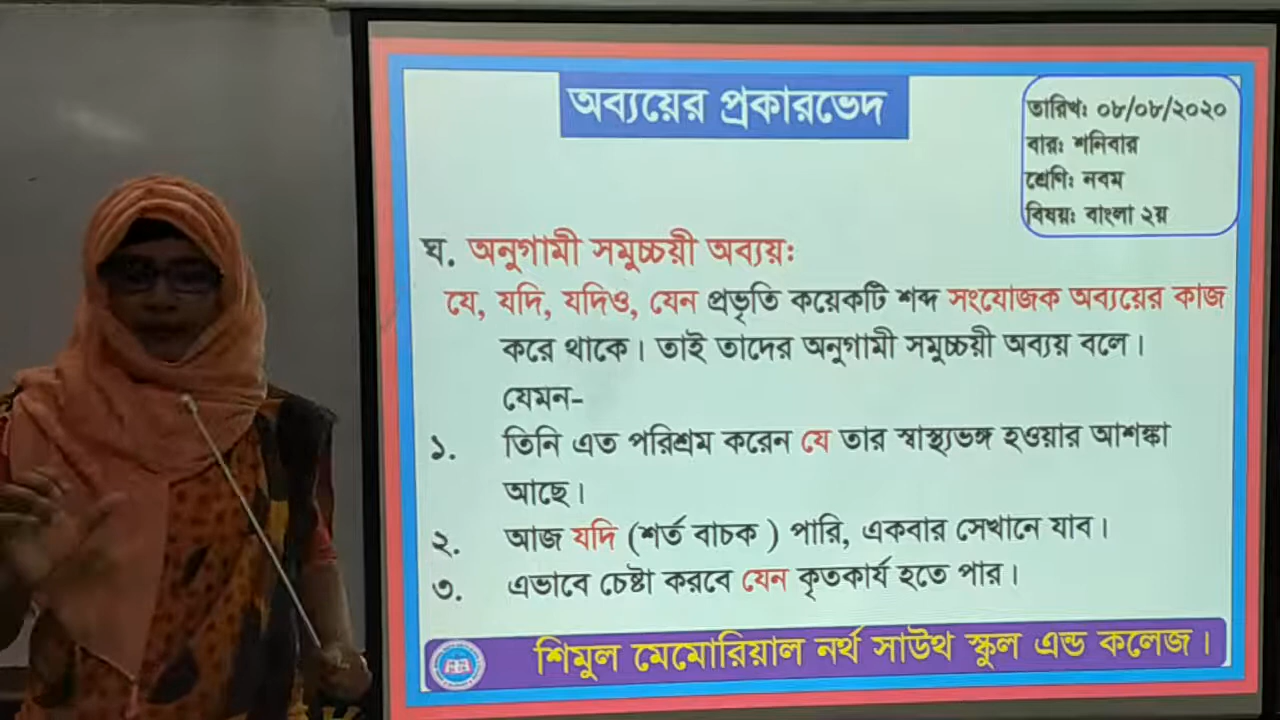 অব্যয়ের প্রকারভেদ
তারিখঃ ০৮/০৮/২০২০
বারঃ শনিবার
শ্রেণিঃ নবম
বিষয়ঃ বাংলা ২য়
ঘ. অনুগামী সমুচ্চয়ী অব্যয়ঃ
যে, যদি, যদিও, যেন প্রভৃতি কয়েকটি শব্দ সংযোজক অব্যয়ের কাজ
করে থাকে। তাই তাদের অনুগামী সমুচ্চয়ী অব্যয় বলে।
যেমন-
১. তিনি এত পরিশ্রম করেন যে তার স্বাস্থ্যভঙ্গ হওয়ার আশঙ্কা
আছে।
২. আজ যদি (শর্ত বাচক ) পারি, একবার সেখানে যাব।
৩. এভাবে চেষ্টা করবে যেন কৃতকার্য হতে পার।
শিমুল মেমোরিয়াল নর্থ সাউথ স্কুল এন্ড কলেজ।